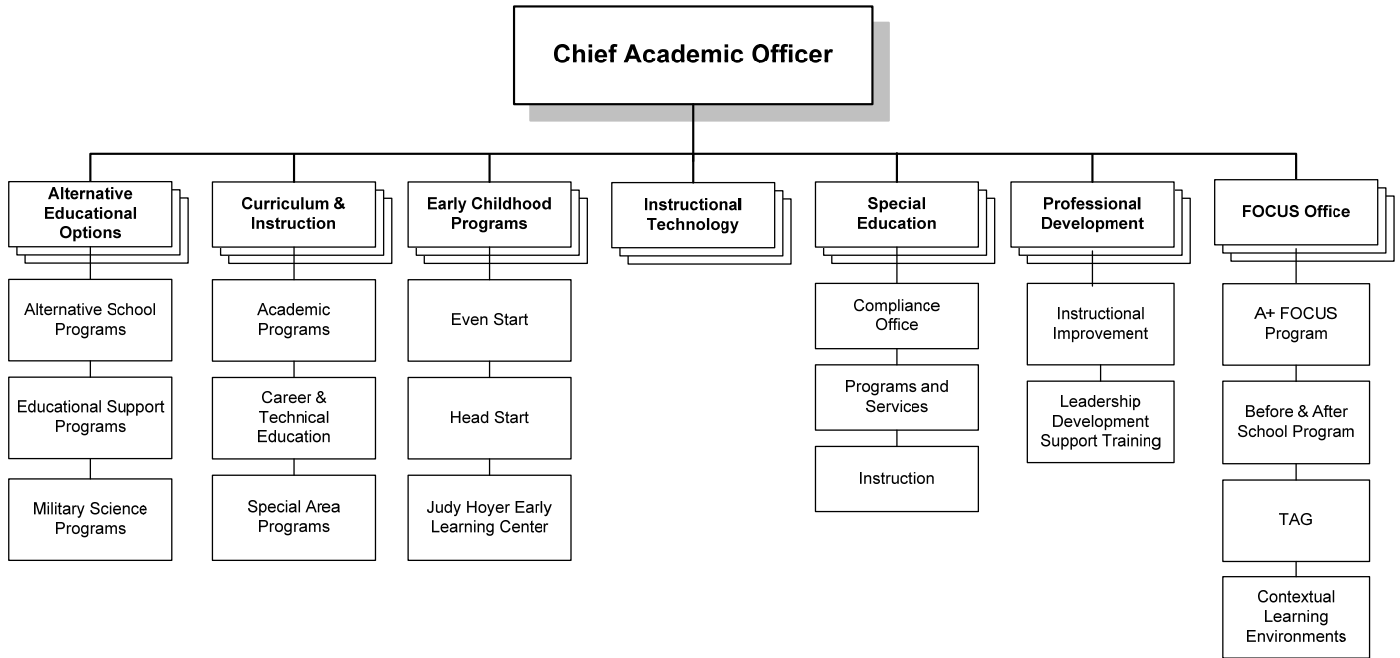 Chief Academic Officer
Alternative
Educational
Options
Curriculum &
Instruction
Early Childhood
Programs
Instructional
Technology
Special
Education
Professional
Development
FOCUS Office
Alternative School
Programs
Educational Support
Programs
Military Science
Programs
Academic
Programs
Career &
Technical
Education
Special Area
Programs
Even Start
Head Start
Judy Hoyer Early
Learning Center
Compliance
Office
Programs and
Services
Instruction
Instructional
Improvement
Leadership
Development
Support Training
A+ FOCUS
Program
Before & After
School Program
TAG
Contextual
Learning
Environments